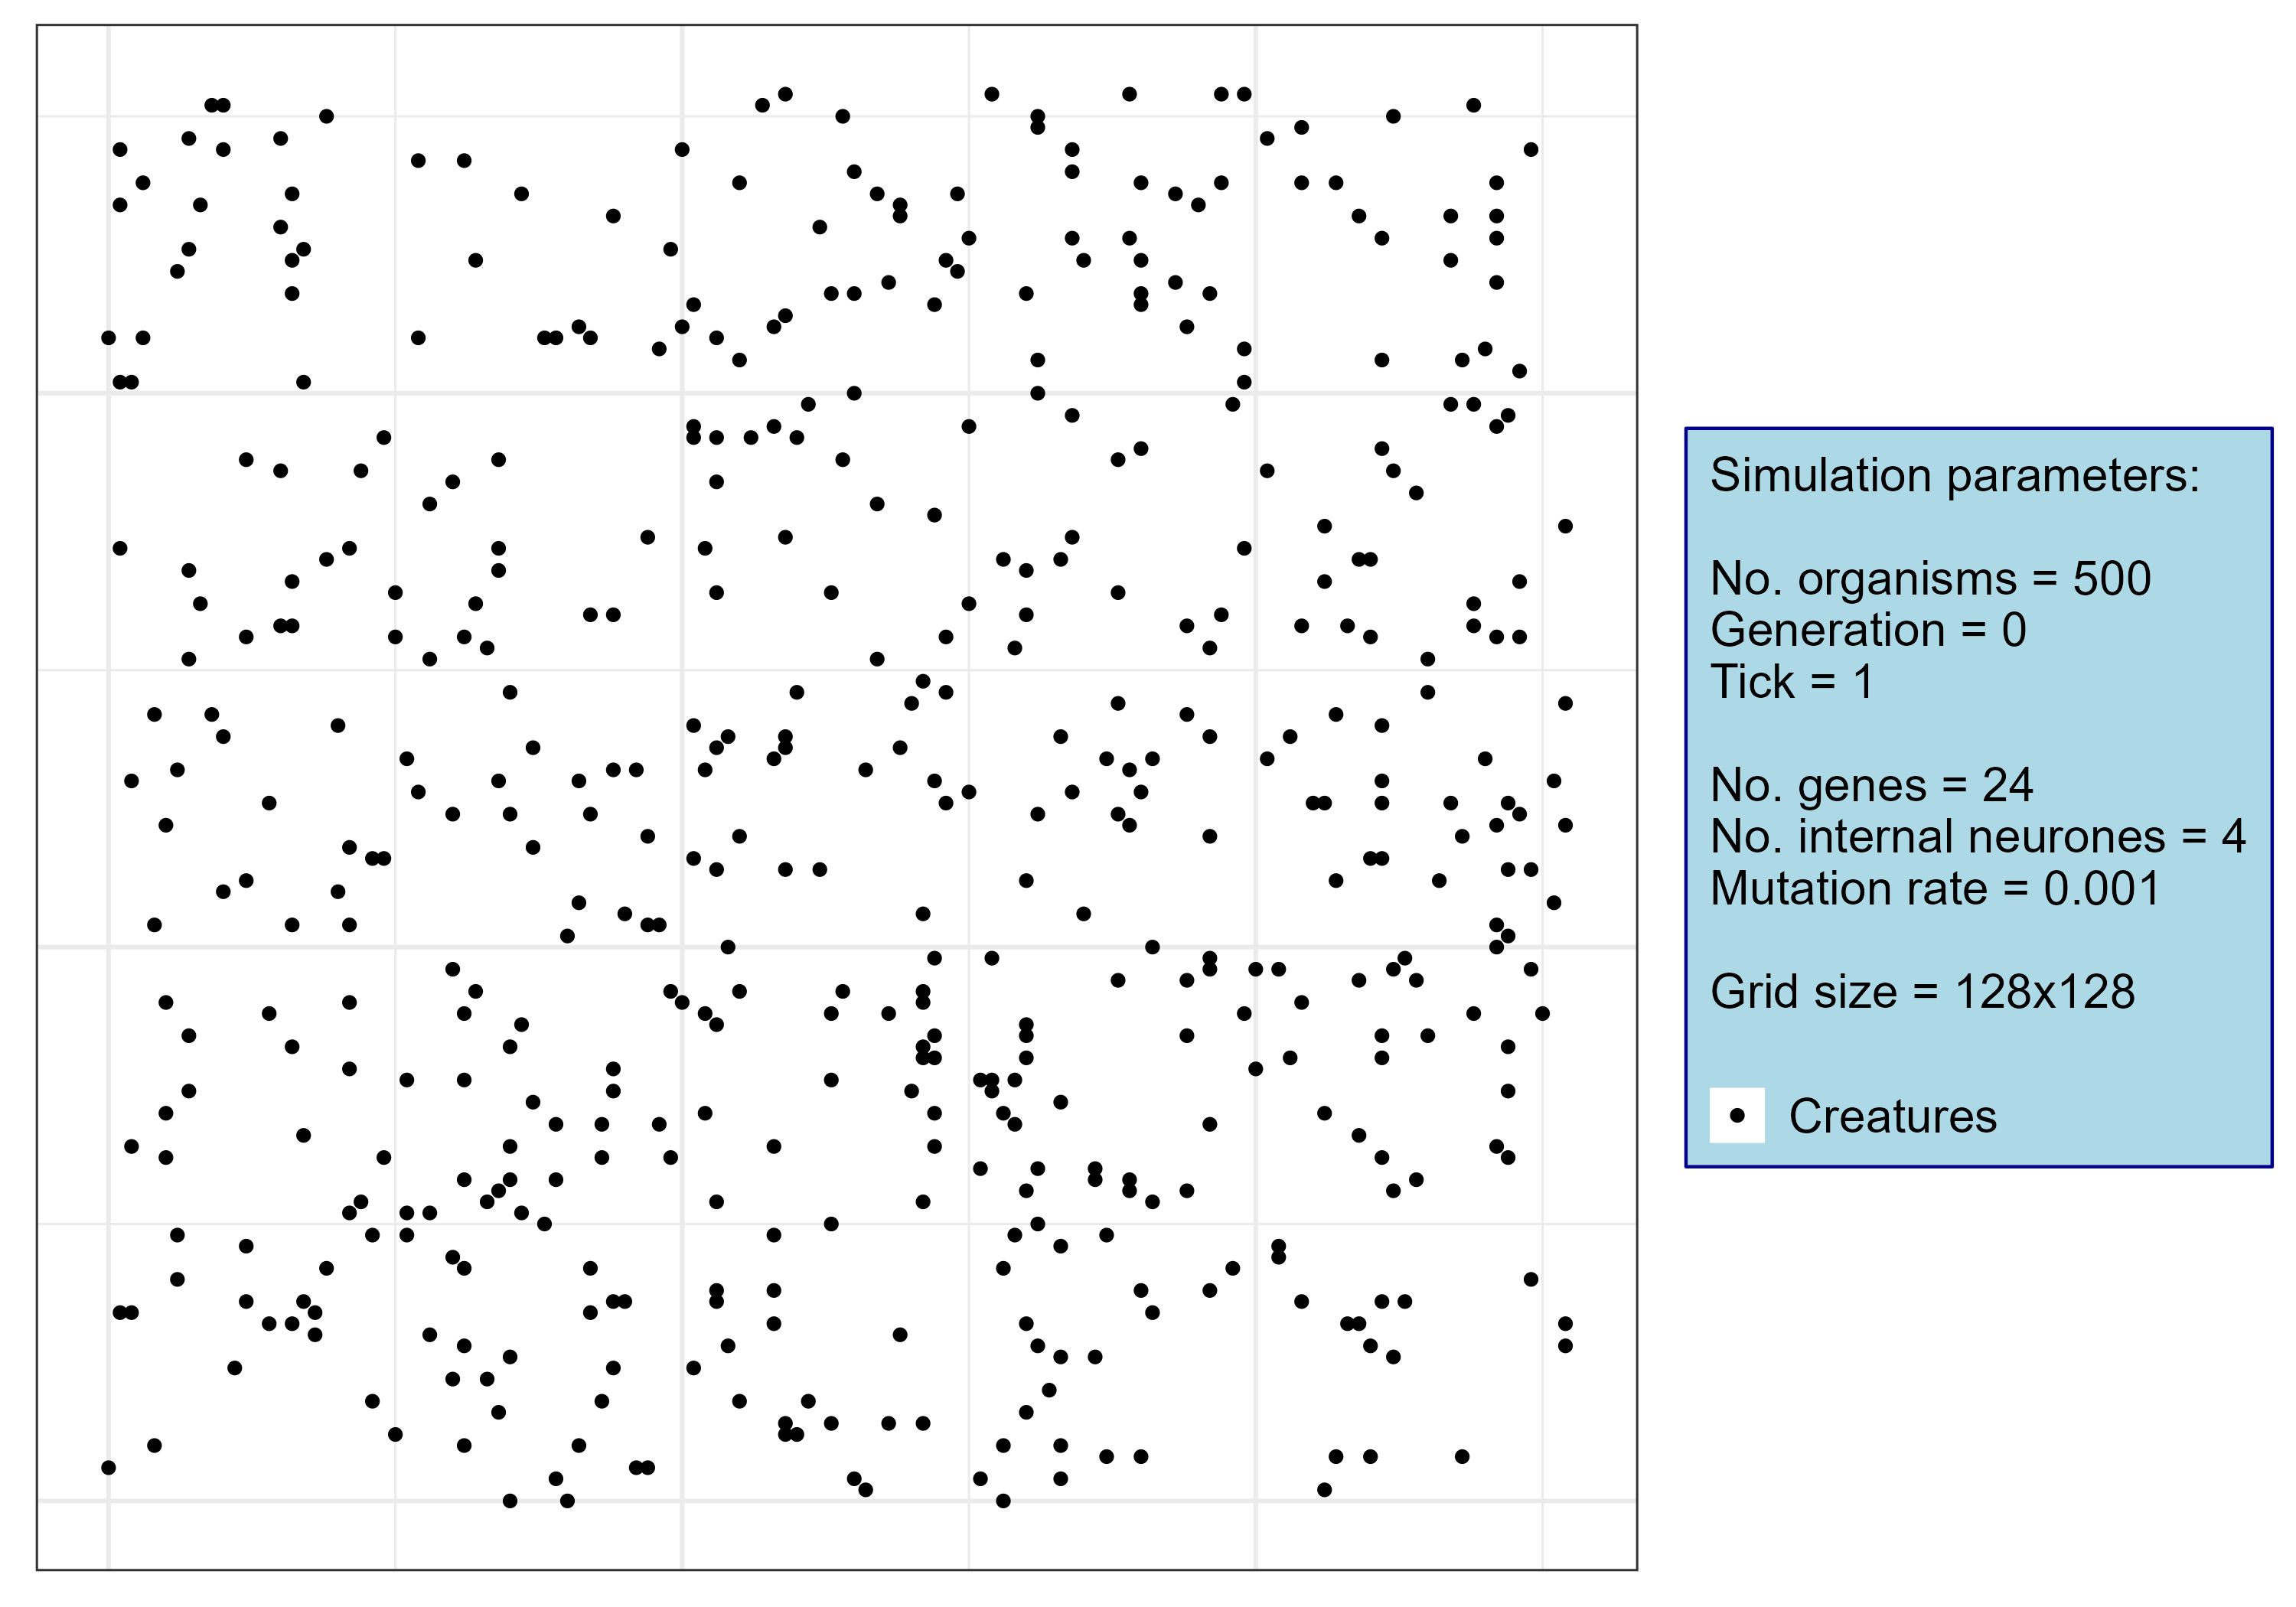 Simulation parameters:
No. organisms = 500
Generation = 0
Tick = 1
No. genes = 24
No. internal neurones = 4
Mutation rate = 0.001
Grid size = 128x128
Creatures